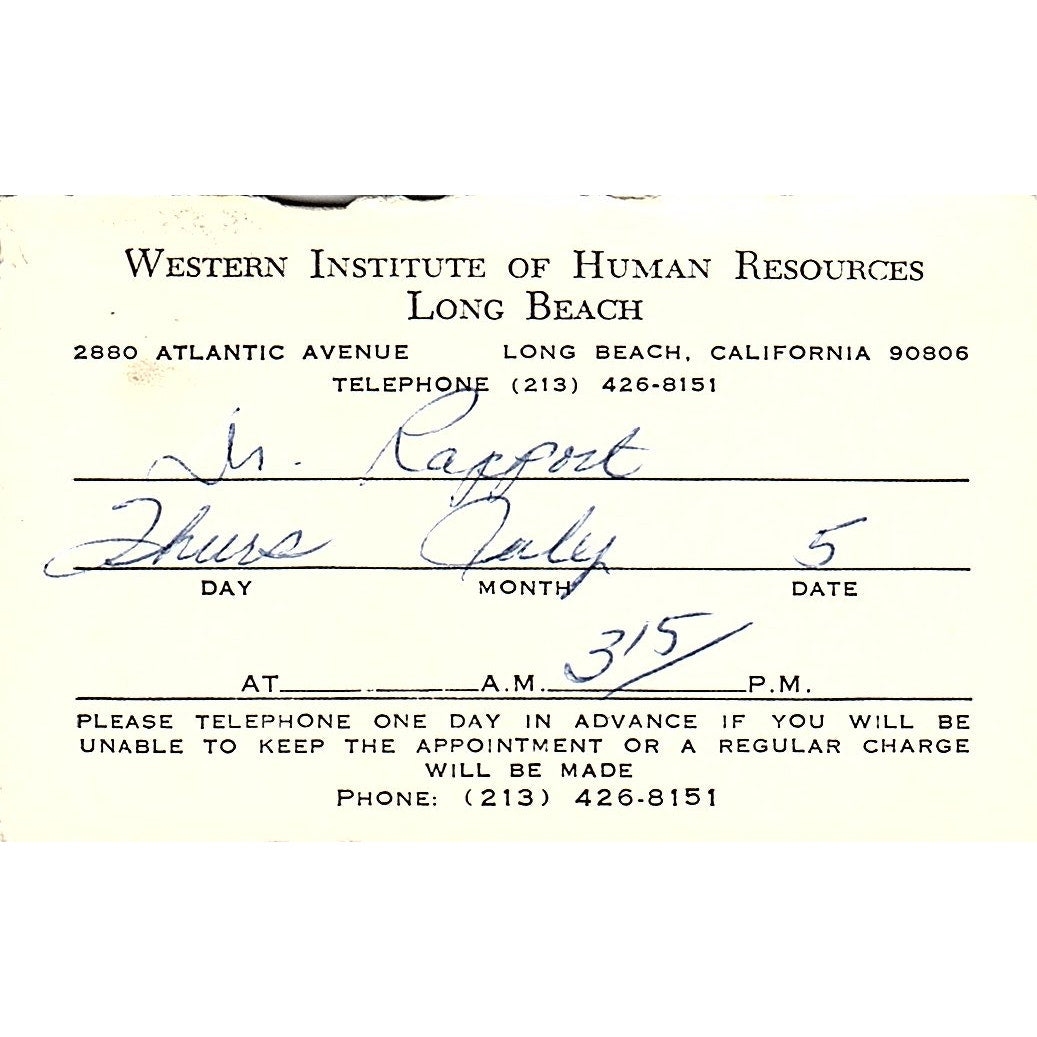 WESTERN INSTITUTE OF HUMAN RESOURCES
LONG BEACH
2880 ATLANTIC AVENUE LONG BEACH, CALIFORNIA 90806
TELEPHONE (213) 426-8151
Dr. Rapport
Thurs July 5
DAY MONTH DATE
315
AT A.M. P.M.
PLEASE TELEPHONE ONE DAY IN ADVANCE IF YOU WILL BE
UNABLE TO KEEP THE APPOINTMENT OR A REGULAR CHARGE
WILL BE MADE
PHONE: (213) 426-8151